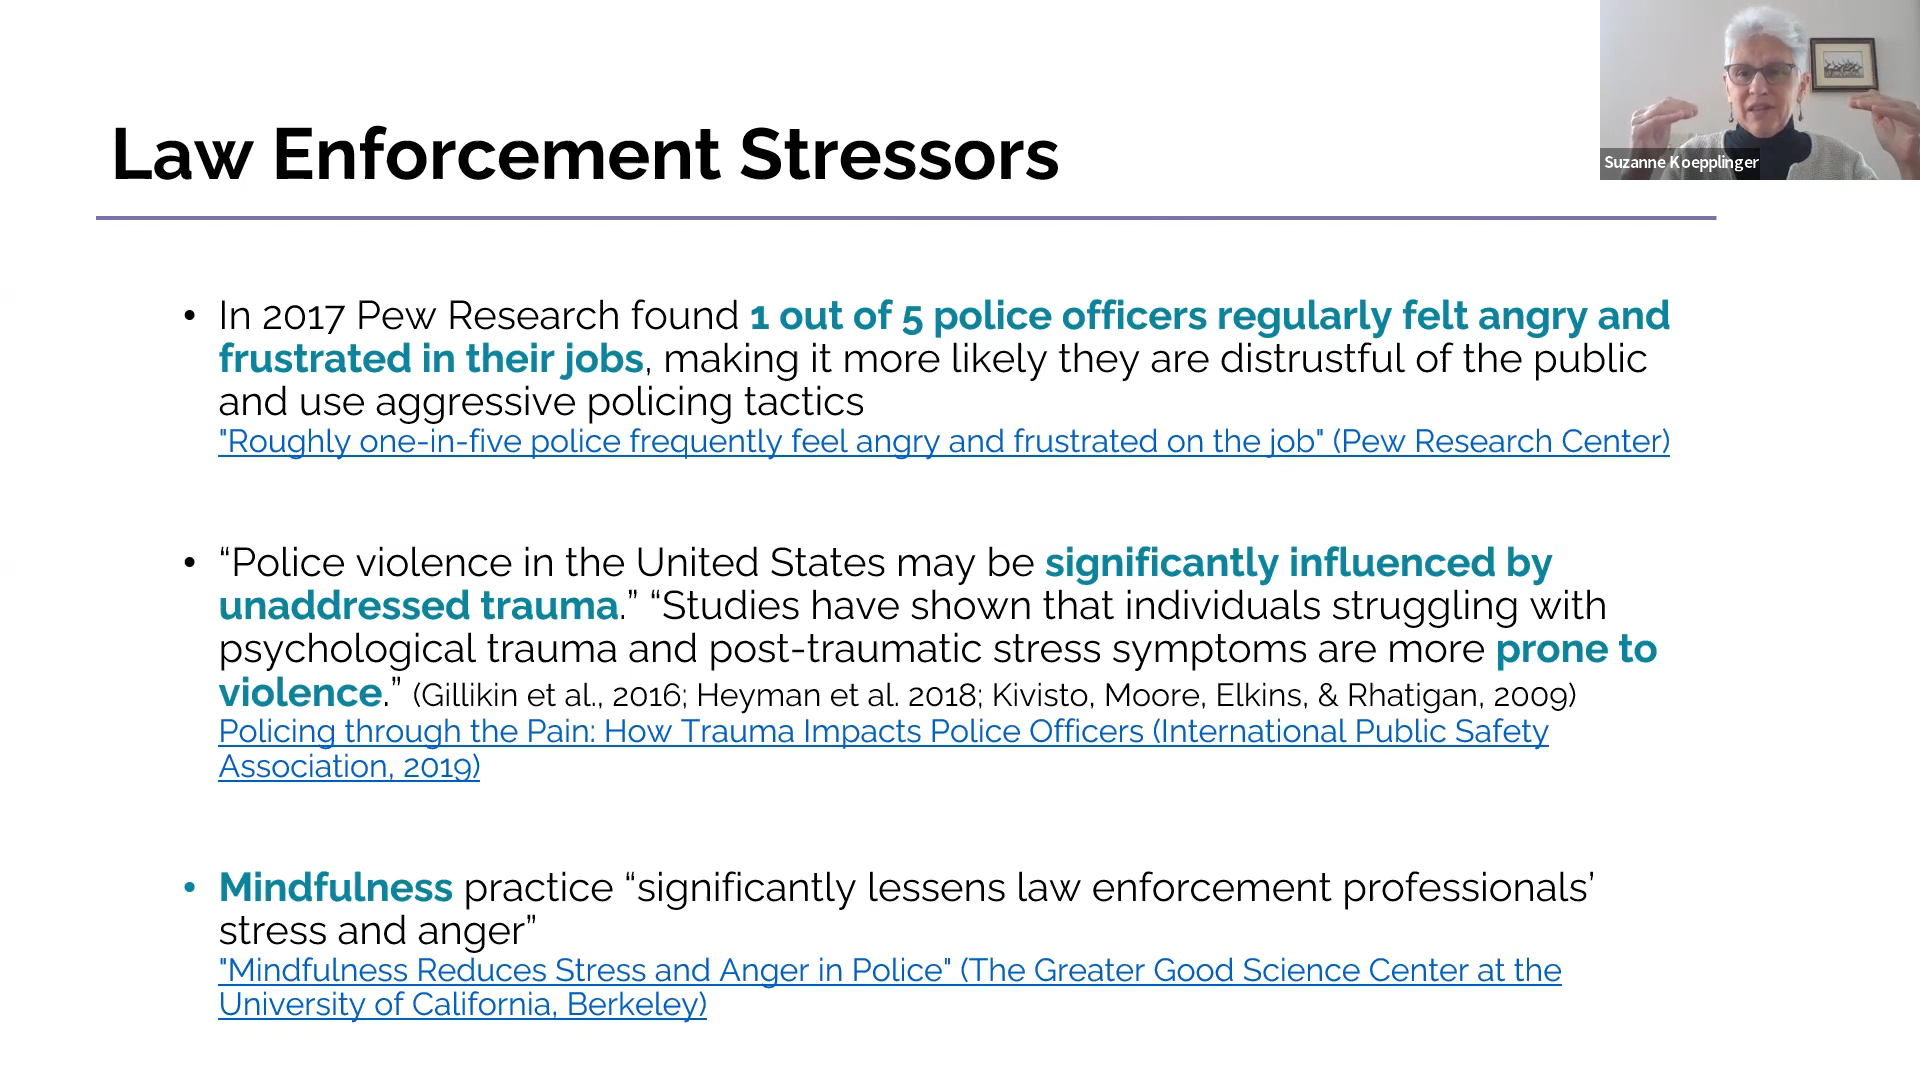 Suzanne Koepplinger
Law Enforcement Stressors
• In 2017 Pew Research found 1 out of 5 police officers regularly felt angry and
frustrated in their jobs, making it more likely they are distrustful of the public
and use aggressive policing tactics
"Roughly one-in-five police frequently feel angry and frustrated on the job" (Pew Research Center)
• “Police violence in the United States may be significantly influenced by
unaddressed trauma.” “Studies have shown that individuals struggling with
psychological trauma and post-traumatic stress symptoms are more prone to
violence.” (Gillikin et al., 2016; Heyman et al. 2018; Kivisto, Moore, Elkins, & Rhatigan, 2009)
Policing through the Pain: How Trauma Impacts Police Officers (International Public Safety
Association, 2019)
• Mindfulness practice “significantly lessens law enforcement professionals’
stress and anger”
"Mindfulness Reduces Stress and Anger in Police" (The Greater Good Science Center at the
University of California, Berkeley)